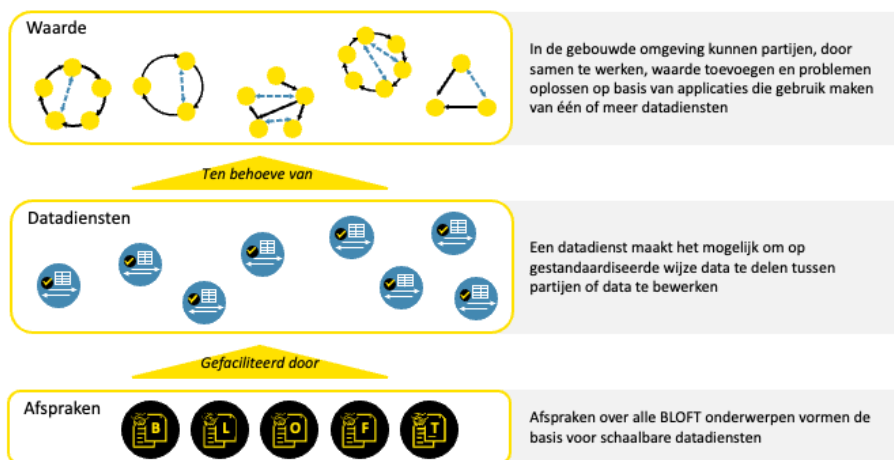 Waarde
In de gebouwde omgeving kunnen partijen, door
samen te werken, waarde toevoegen en problemen
oplossen op basis van applicaties die gebruik maken
van één of meer datadiensten
Ten behoeve van
Datadiensten
Een datadienst maakt het mogelijk om op
gestandaardiseerde wijze data te delen tussen
partijen of data te bewerken
Gefaciliteerd door
Afspraken
B L O F T
Afspraken over alle BLOFT onderwerpen vormen de
basis voor schaalbare datadiensten